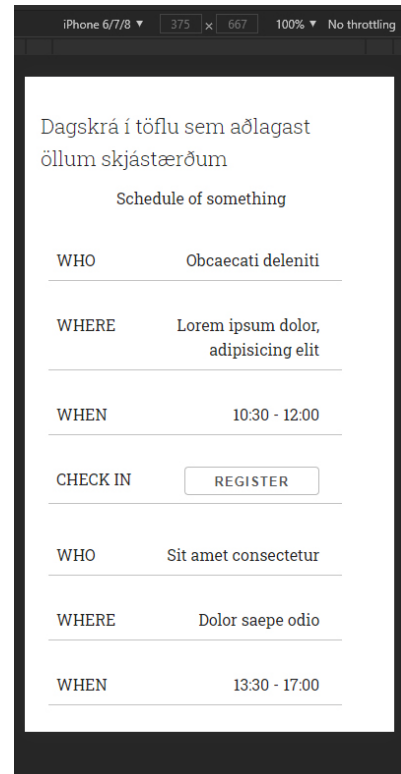 iPhone 6/7/8 ▼ 375 x 667 100% ▼ No throttling
Dagskrá í töflu sem aðlagast
öllum skjástærðum
Schedule of something
WHO Obcaecati deleniti
WHERE Lorem ipsum dolor,
adipisicing elit
WHEN 10:30 - 12:00
CHECK IN REGISTER
WHO Sit amet consectetur
WHERE Dolor saepe odio
WHEN 13:30 - 17:00